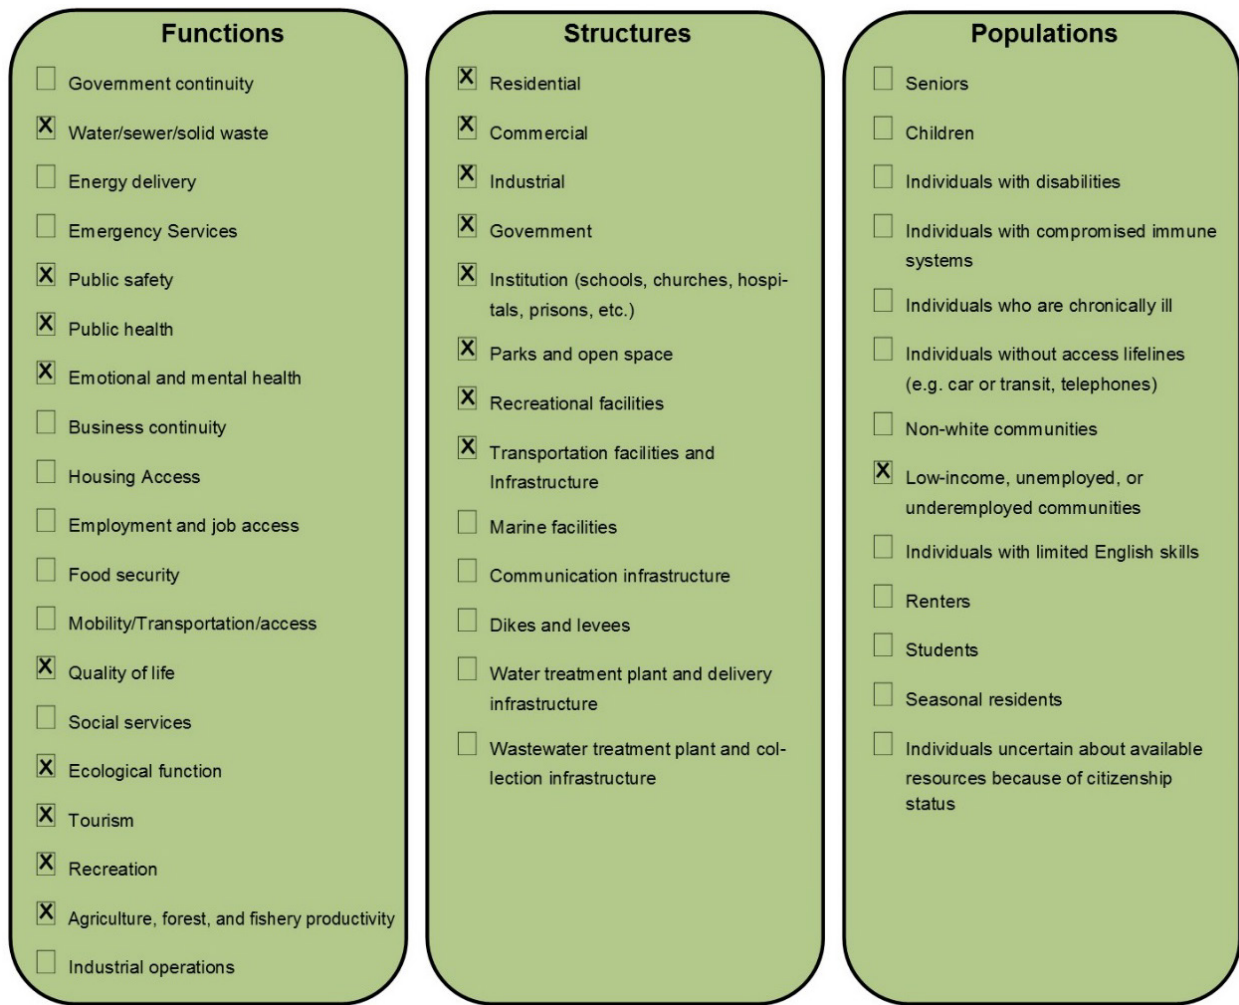 Functions
☐ Government continuity
☒ Water/sewer/solid waste
☐ Energy delivery
☐ Emergency Services
☒ Public safety
☒ Public health
☒ Emotional and mental health
☐ Business continuity
☐ Housing Access
☐ Employment and job access
☐ Food security
☐ Mobility/Transportation/access
☒ Quality of life
☐ Social services
☒ Ecological function
☒ Tourism
☒ Recreation
☒ Agriculture, forest, and fishery productivity
☐ Industrial operations
Structures
☒ Residential
☒ Commercial
☒ Industrial
☒ Government
☒ Institution (schools, churches, hospi-
tals, prisons, etc.)
☒ Parks and open space
☒ Recreational facilities
☒ Transportation facilities and
Infrastructure
☐ Marine facilities
☐ Communication infrastructure
☐ Dikes and levees
☐ Water treatment plant and delivery
infrastructure
☐ Wastewater treatment plant and col-
lection infrastructure
Populations
☐ Seniors
☐ Children
☐ Individuals with disabilities
☐ Individuals with compromised immune
systems
☐ Individuals who are chronically ill
☐ Individuals without access lifelines
(e.g. car or transit, telephones)
☐ Non-white communities
☒ Low-income, unemployed, or
underemployed communities
☐ Individuals with limited English skills
☐ Renters
☐ Students
☐ Seasonal residents
☐ Individuals uncertain about available
resources because of citizenship
status